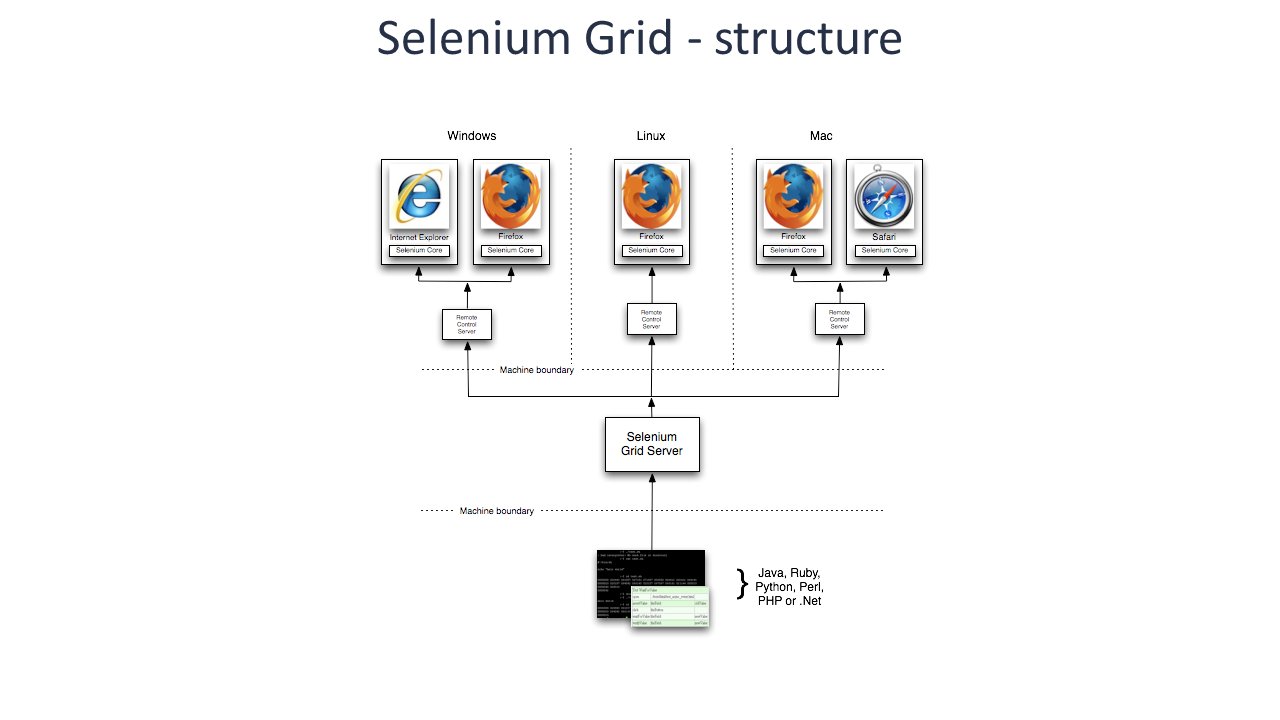 Selenium Grid - structure
Windows
Linux
Mac
Internet Explorer
Selenium Core
Firefox
Selenium Core
Firefox
Selenium Core
Firefox
Selenium Core
Safari
Selenium Core
Remote
Control
Server
Remote
Control
Server
Remote
Control
Server
Machine boundary
Selenium
Grid Server
Machine boundary
} Java, Ruby,
Python, Perl,
PHP or .Net